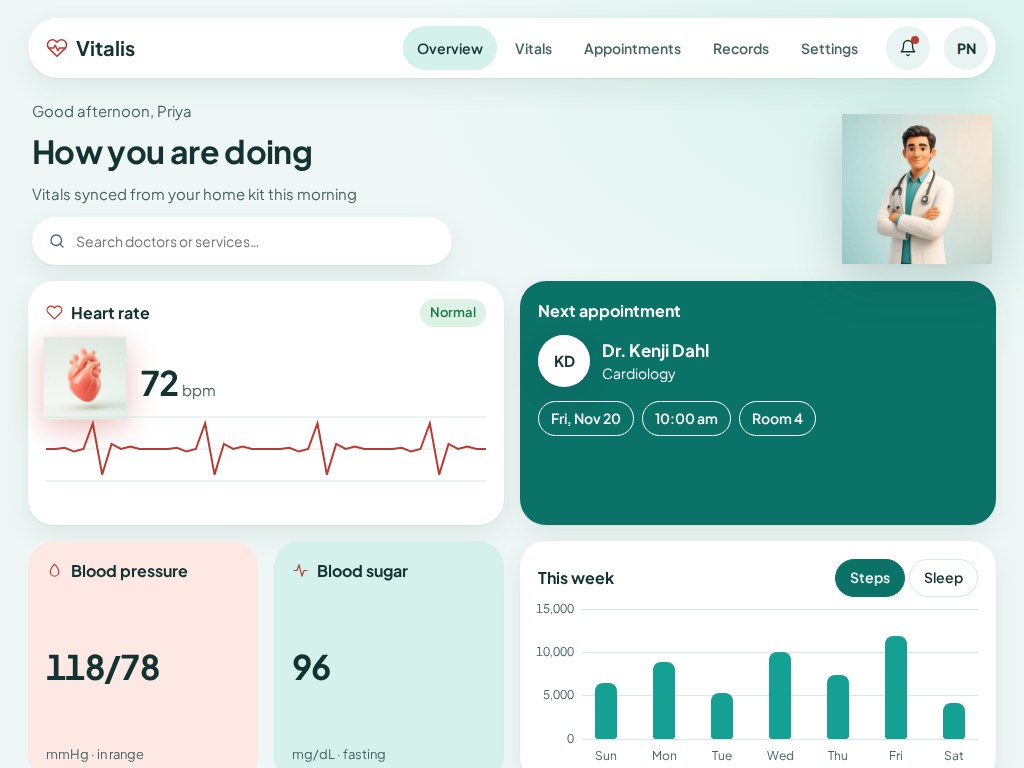 Vitalis
Overview Vitals Appointments Records Settings PN
Good afternoon, Priya
How you are doing
Vitals synced from your home kit this morning
Search doctors or services...
Heart rate Normal
72 bpm
Next appointment
KD Dr. Kenji Dahl
Cardiology
Fri, Nov 20 10:00 am Room 4
Blood pressure
118/78
mmHg · in range
Blood sugar
96
mg/dL · fasting
This week Steps Sleep
15,000
10,000
5,000
0
Sun Mon Tue Wed Thu Fri Sat